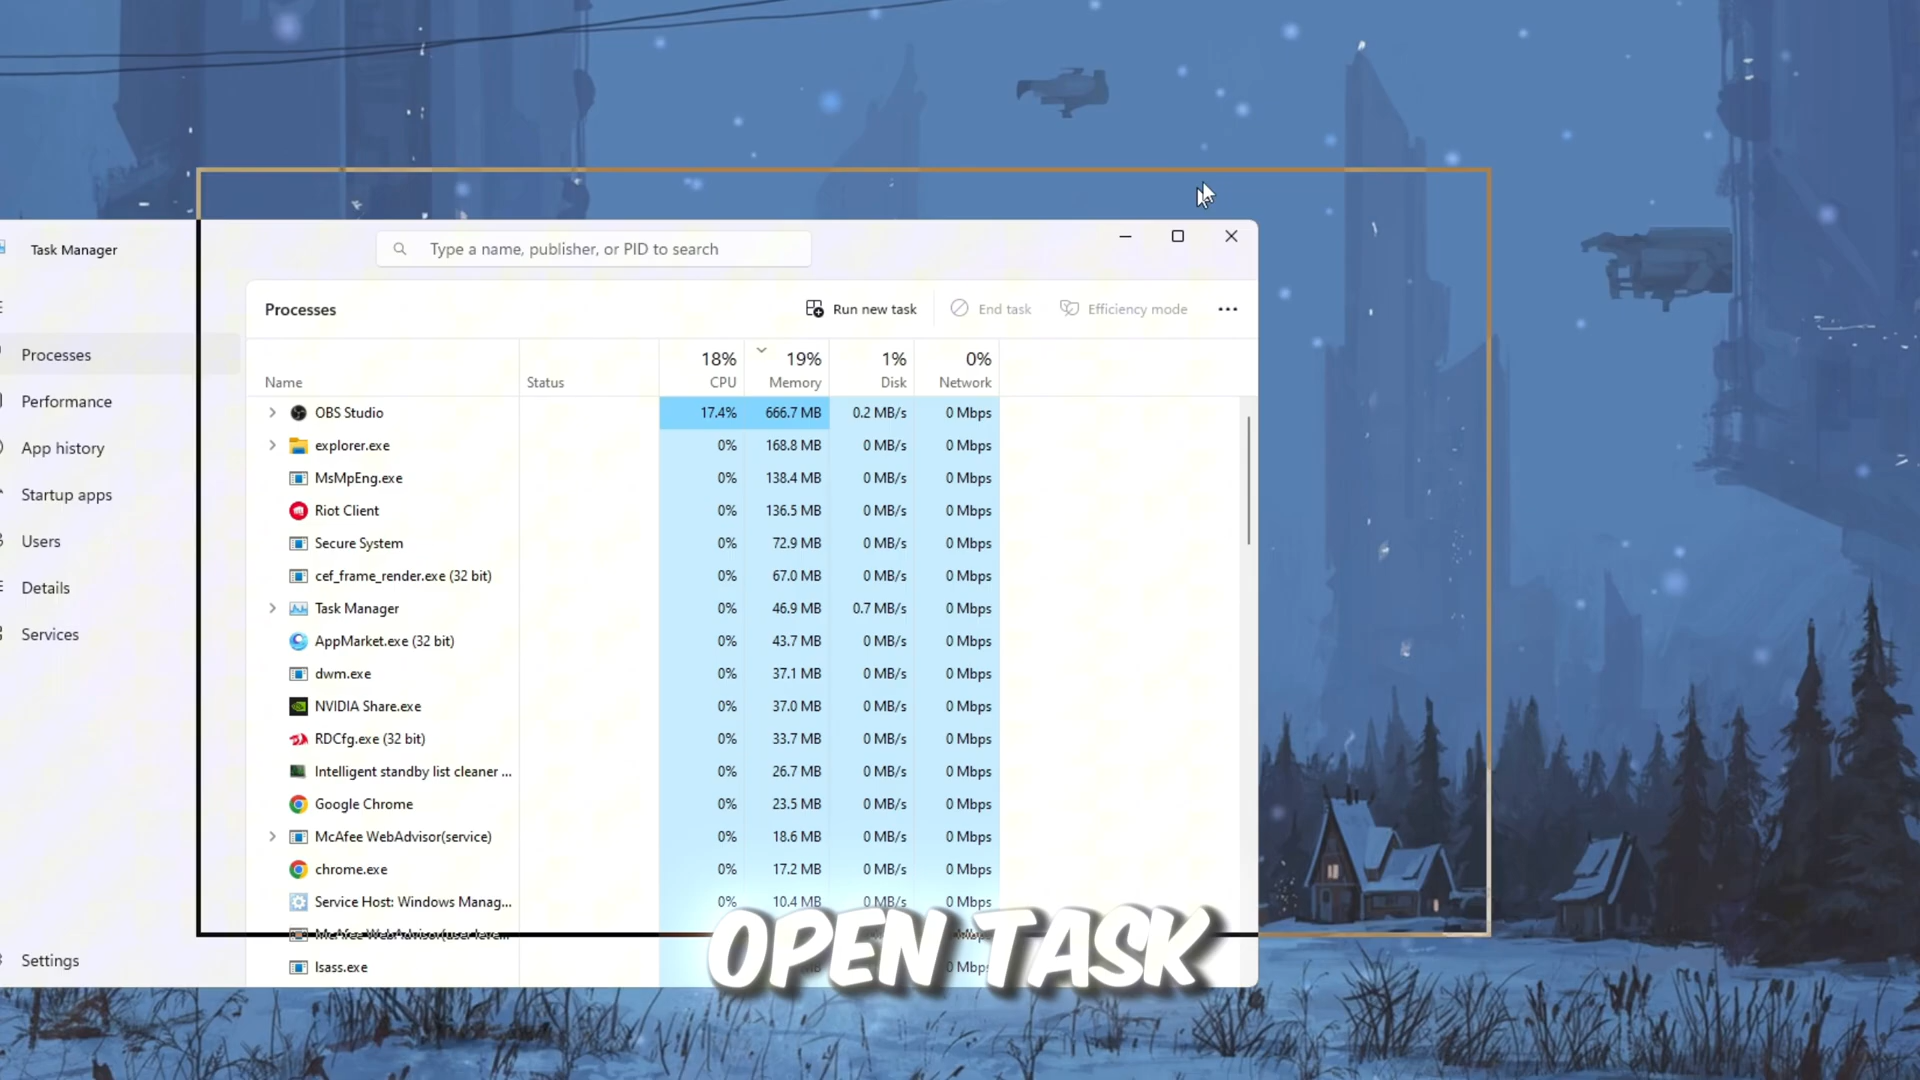 Task Manager
Type a name, publisher, or PID to search
Processes
Run new task
End task
Efficiency mode
Processes
Performance
App history
Startup apps
Users
Details
Services
Settings
18% 19% 1% 0%
Name Status CPU Memory Disk Network
OBS Studio 17.4% 666.7 MB 0.2 MB/s 0 Mbps
explorer.exe 0% 168.8 MB 0 MB/s 0 Mbps
MsMpEng.exe 0% 138.4 MB 0 MB/s 0 Mbps
Riot Client 0% 136.5 MB 0 MB/s 0 Mbps
Secure System 0% 72.9 MB 0 MB/s 0 Mbps
cef_frame_render.exe (32 bit) 0% 67.0 MB 0 MB/s 0 Mbps
Task Manager 0% 46.9 MB 0.7 MB/s 0 Mbps
AppMarket.exe (32 bit) 0% 43.7 MB 0 MB/s 0 Mbps
dwm.exe 0% 37.1 MB 0 MB/s 0 Mbps
NVIDIA Share.exe 0% 37.0 MB 0 MB/s 0 Mbps
RDCfg.exe (32 bit) 0% 33.7 MB 0 MB/s 0 Mbps
Intelligent standby list cleaner ... 0% 26.7 MB 0 MB/s 0 Mbps
Google Chrome 0% 23.5 MB 0 MB/s 0 Mbps
McAfee WebAdvisor(service) 0% 18.6 MB 0 MB/s 0 Mbps
chrome.exe 0% 17.2 MB 0 MB/s 0 Mbps
Service Host: Windows Manag... 0% 10.4 MB 0 MB/s 0 Mbps
McAfee WebAdvisor(user leve...
lsass.exe Mbps
OPEN TASK